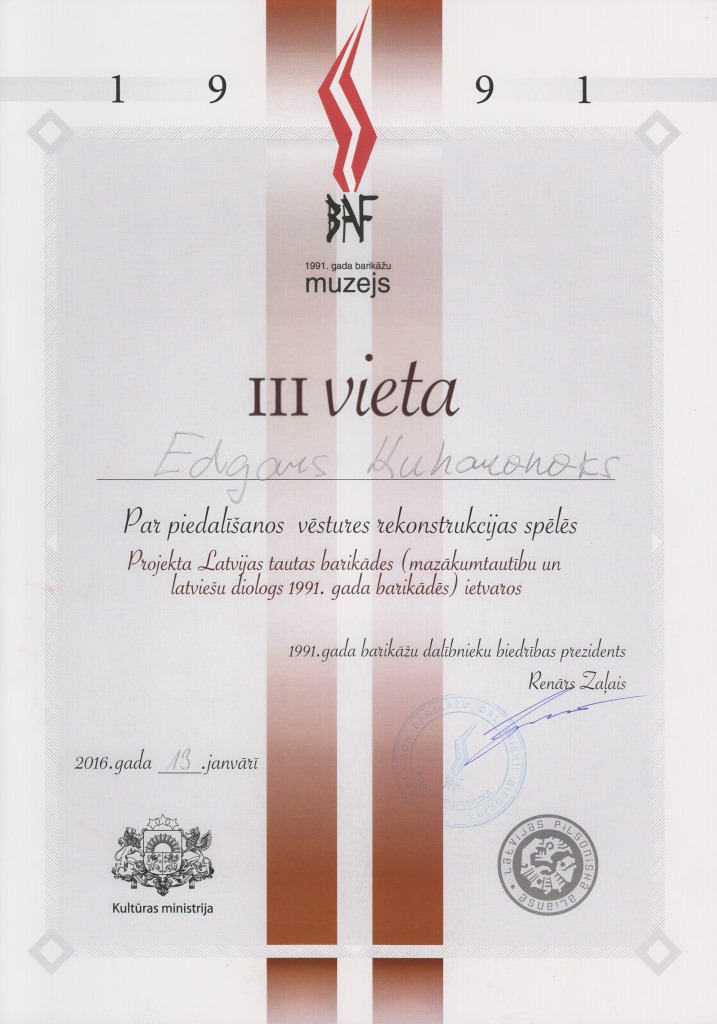 1 9 9 1
BAF
1991. gada barikāžu
muzejs
III vieta
Edgars Kuharonoks
Par piedalīšanos vēstures rekonstrukcijas spēlēs
Projekta Latvijas tautas barikādes (mazākumtautību un
latviešu diologs 1991. gada barikādēs) ietvaros
1991.gada barikāžu dalībnieku biedrības prezidents
Renārs Zaļais
2016.gada 13.janvārī
Kultūras ministrija
Latvijas Pilsoniskā alianse